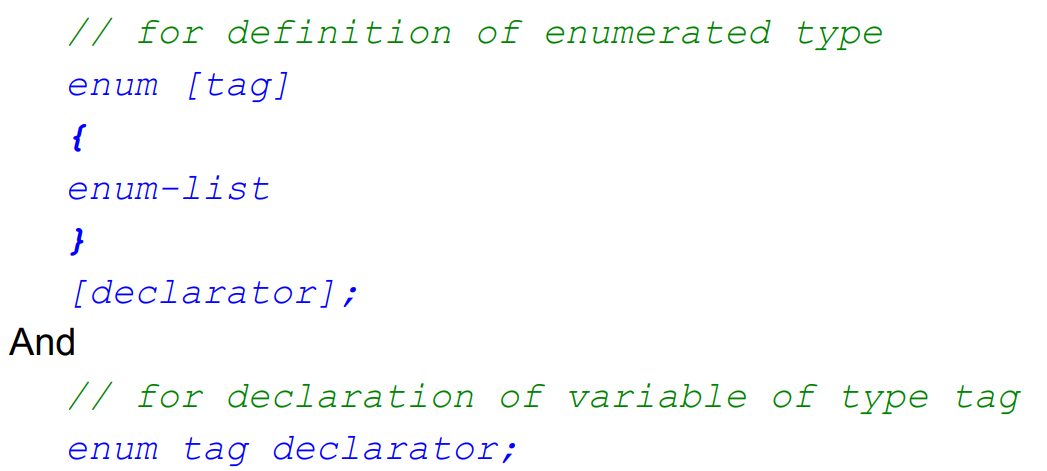 // for definition of enumerated type
enum [tag]
{
enum-list
}
[declarator];
And
// for declaration of variable of type tag
enum tag declarator;